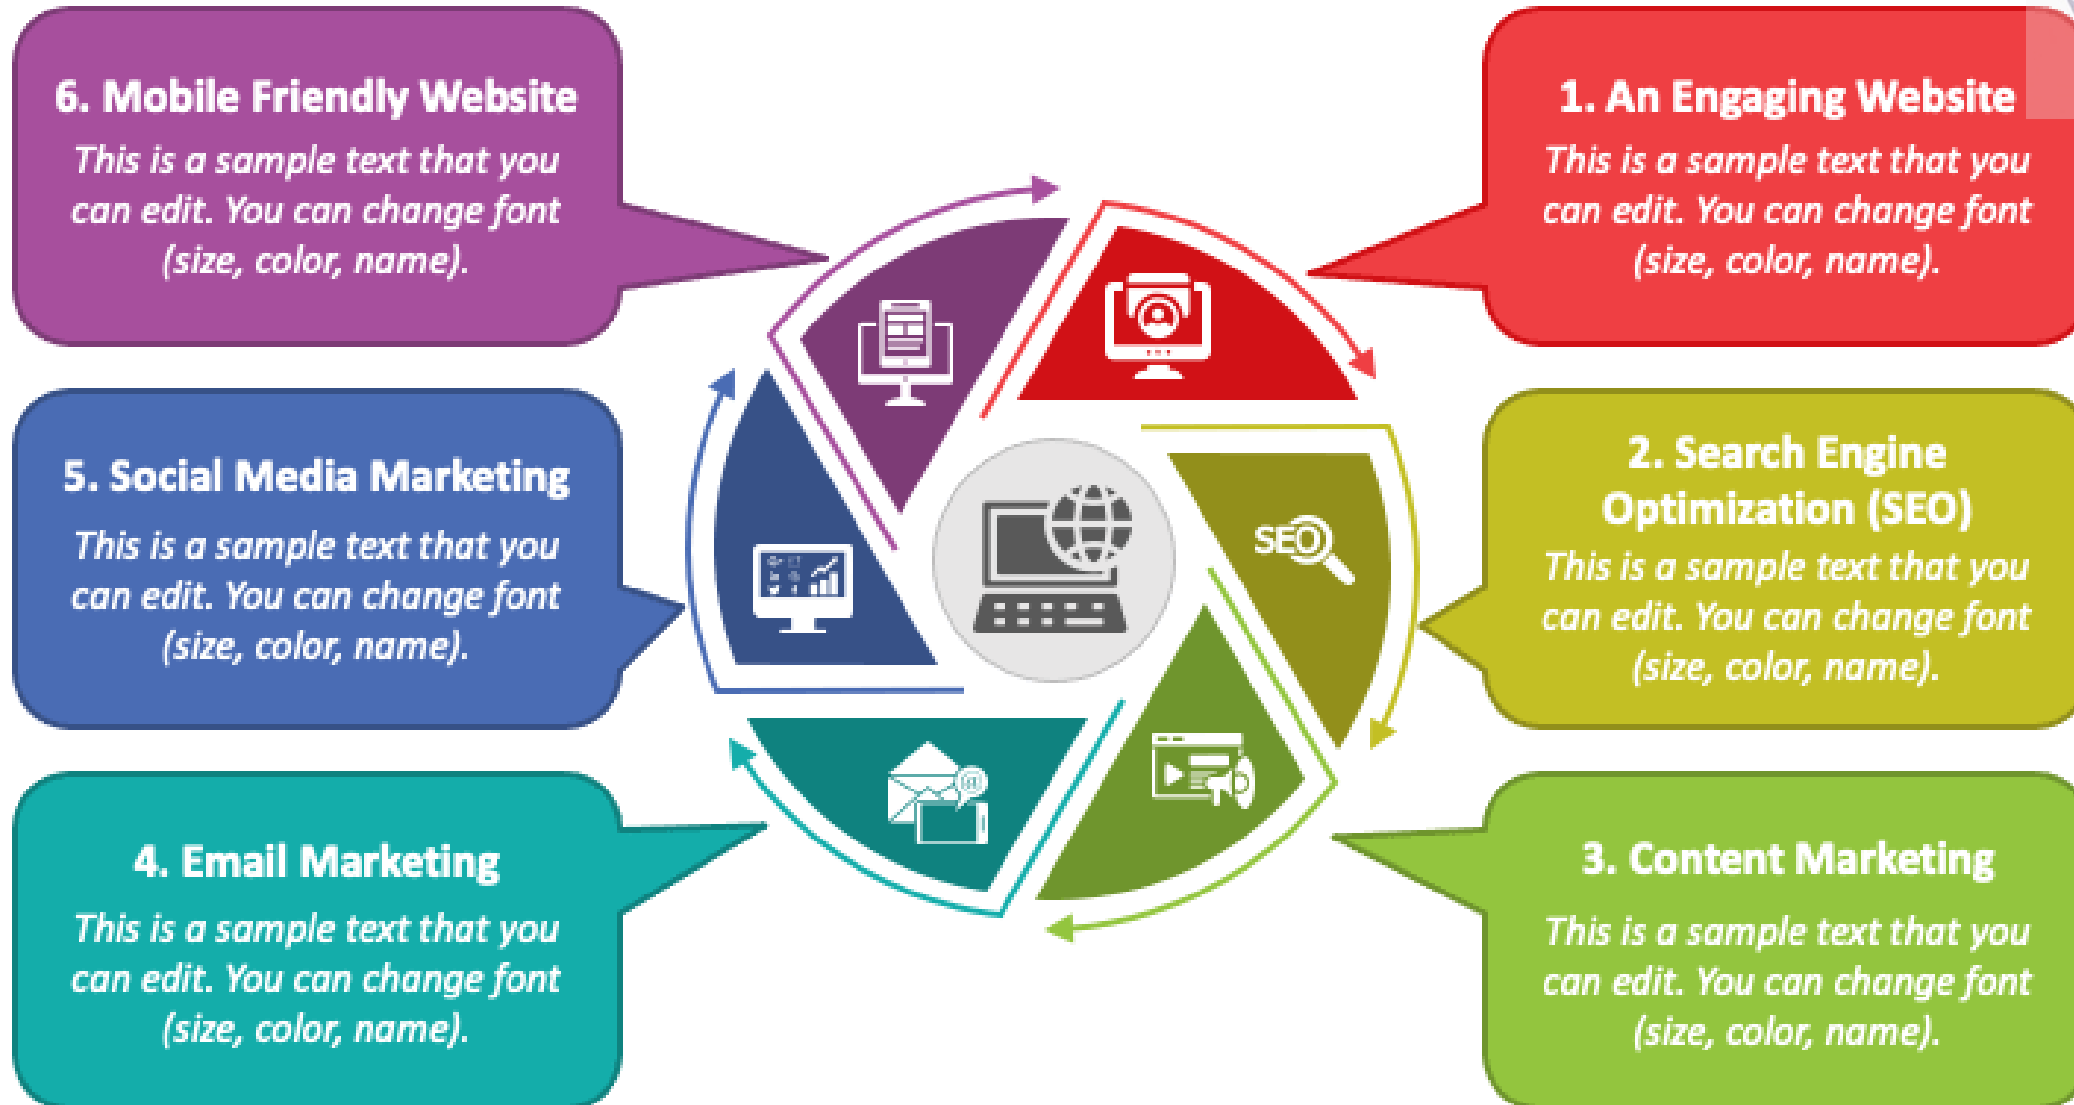 1. An Engaging Website
This is a sample text that you
can edit. You can change font
(size, color, name).
2. Search Engine
Optimization (SEO)
This is a sample text that you
can edit. You can change font
(size, color, name).
3. Content Marketing
This is a sample text that you
can edit. You can change font
(size, color, name).
4. Email Marketing
This is a sample text that you
can edit. You can change font
(size, color, name).
5. Social Media Marketing
This is a sample text that you
can edit. You can change font
(size, color, name).
6. Mobile Friendly Website
This is a sample text that you
can edit. You can change font
(size, color, name).
SEO
@